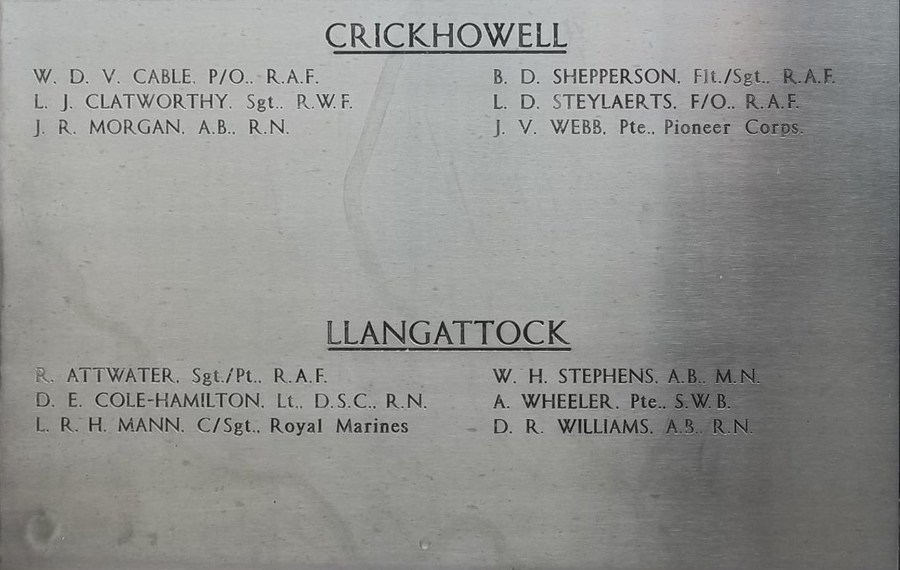 CRICKHOWELL
W. D. V. CABLE, P/O., R.A.F.
L. J. CLATWORTHY, Sgt., R.W.F.
J. R. MORGAN, A.B., R.N.
B. D. SHEPPERSON, Flt./Sgt., R.A.F.
L. D. STEYLAERTS, F/O., R.A.F.
J. V. WEBB, Pte., Pioneer Corps.
LLANGATTOCK
R. ATTWATER, Sgt./Pt., R.A.F.
D. E. COLE-HAMILTON, Lt., D.S.C., R.N.
L. R. H. MANN, C/Sgt., Royal Marines
W. H. STEPHENS, A.B., M.N.
A. WHEELER, Pte., S.W.B.
D. R. WILLIAMS, A.B., R.N.